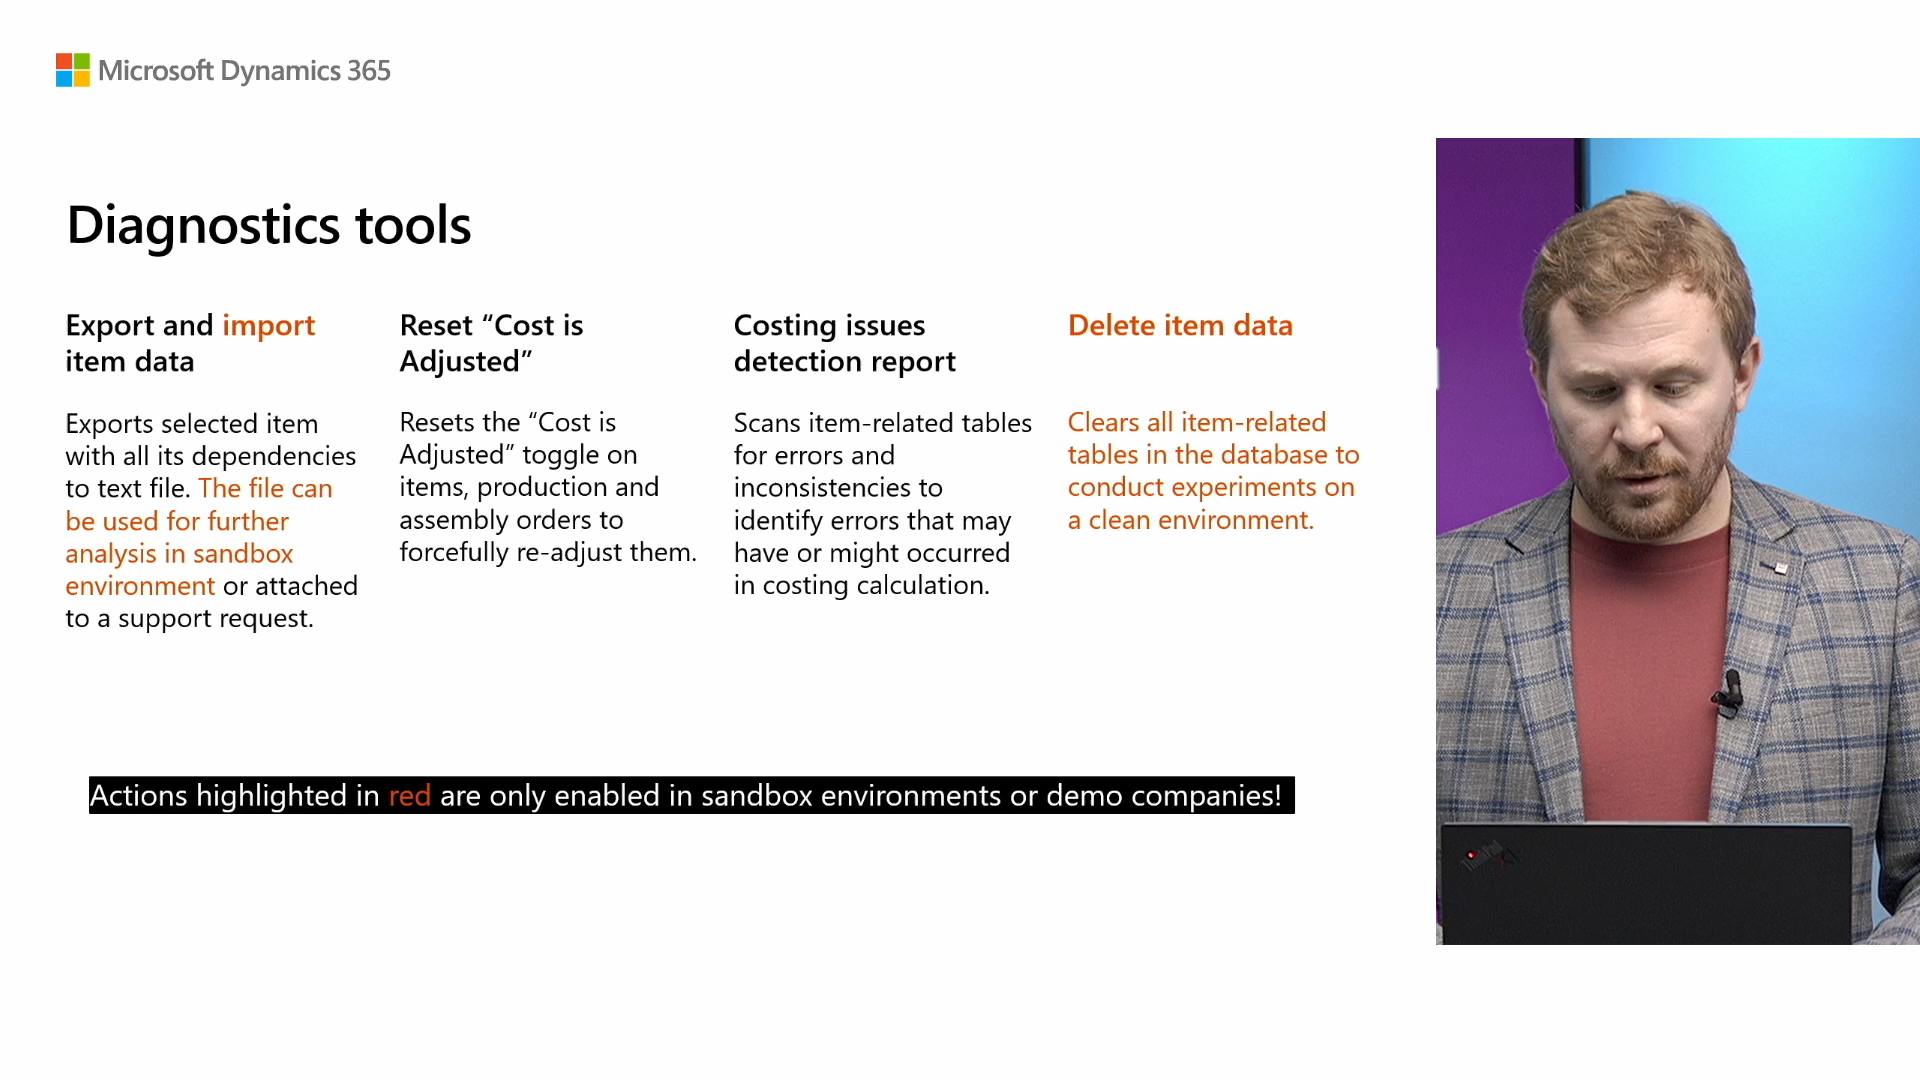 Microsoft Dynamics 365
Diagnostics tools
Export and import
item data
Exports selected item
with all its dependencies
to text file. The file can
be used for further
analysis in sandbox
environment or attached
to a support request.
Reset “Cost is
Adjusted”
Resets the “Cost is
Adjusted” toggle on
items, production and
assembly orders to
forcefully re-adjust them.
Costing issues
detection report
Scans item-related tables
for errors and
inconsistencies to
identify errors that may
have or might occurred
in costing calculation.
Delete item data
Clears all item-related
tables in the database to
conduct experiments on
a clean environment.
Actions highlighted in red are only enabled in sandbox environments or demo companies!